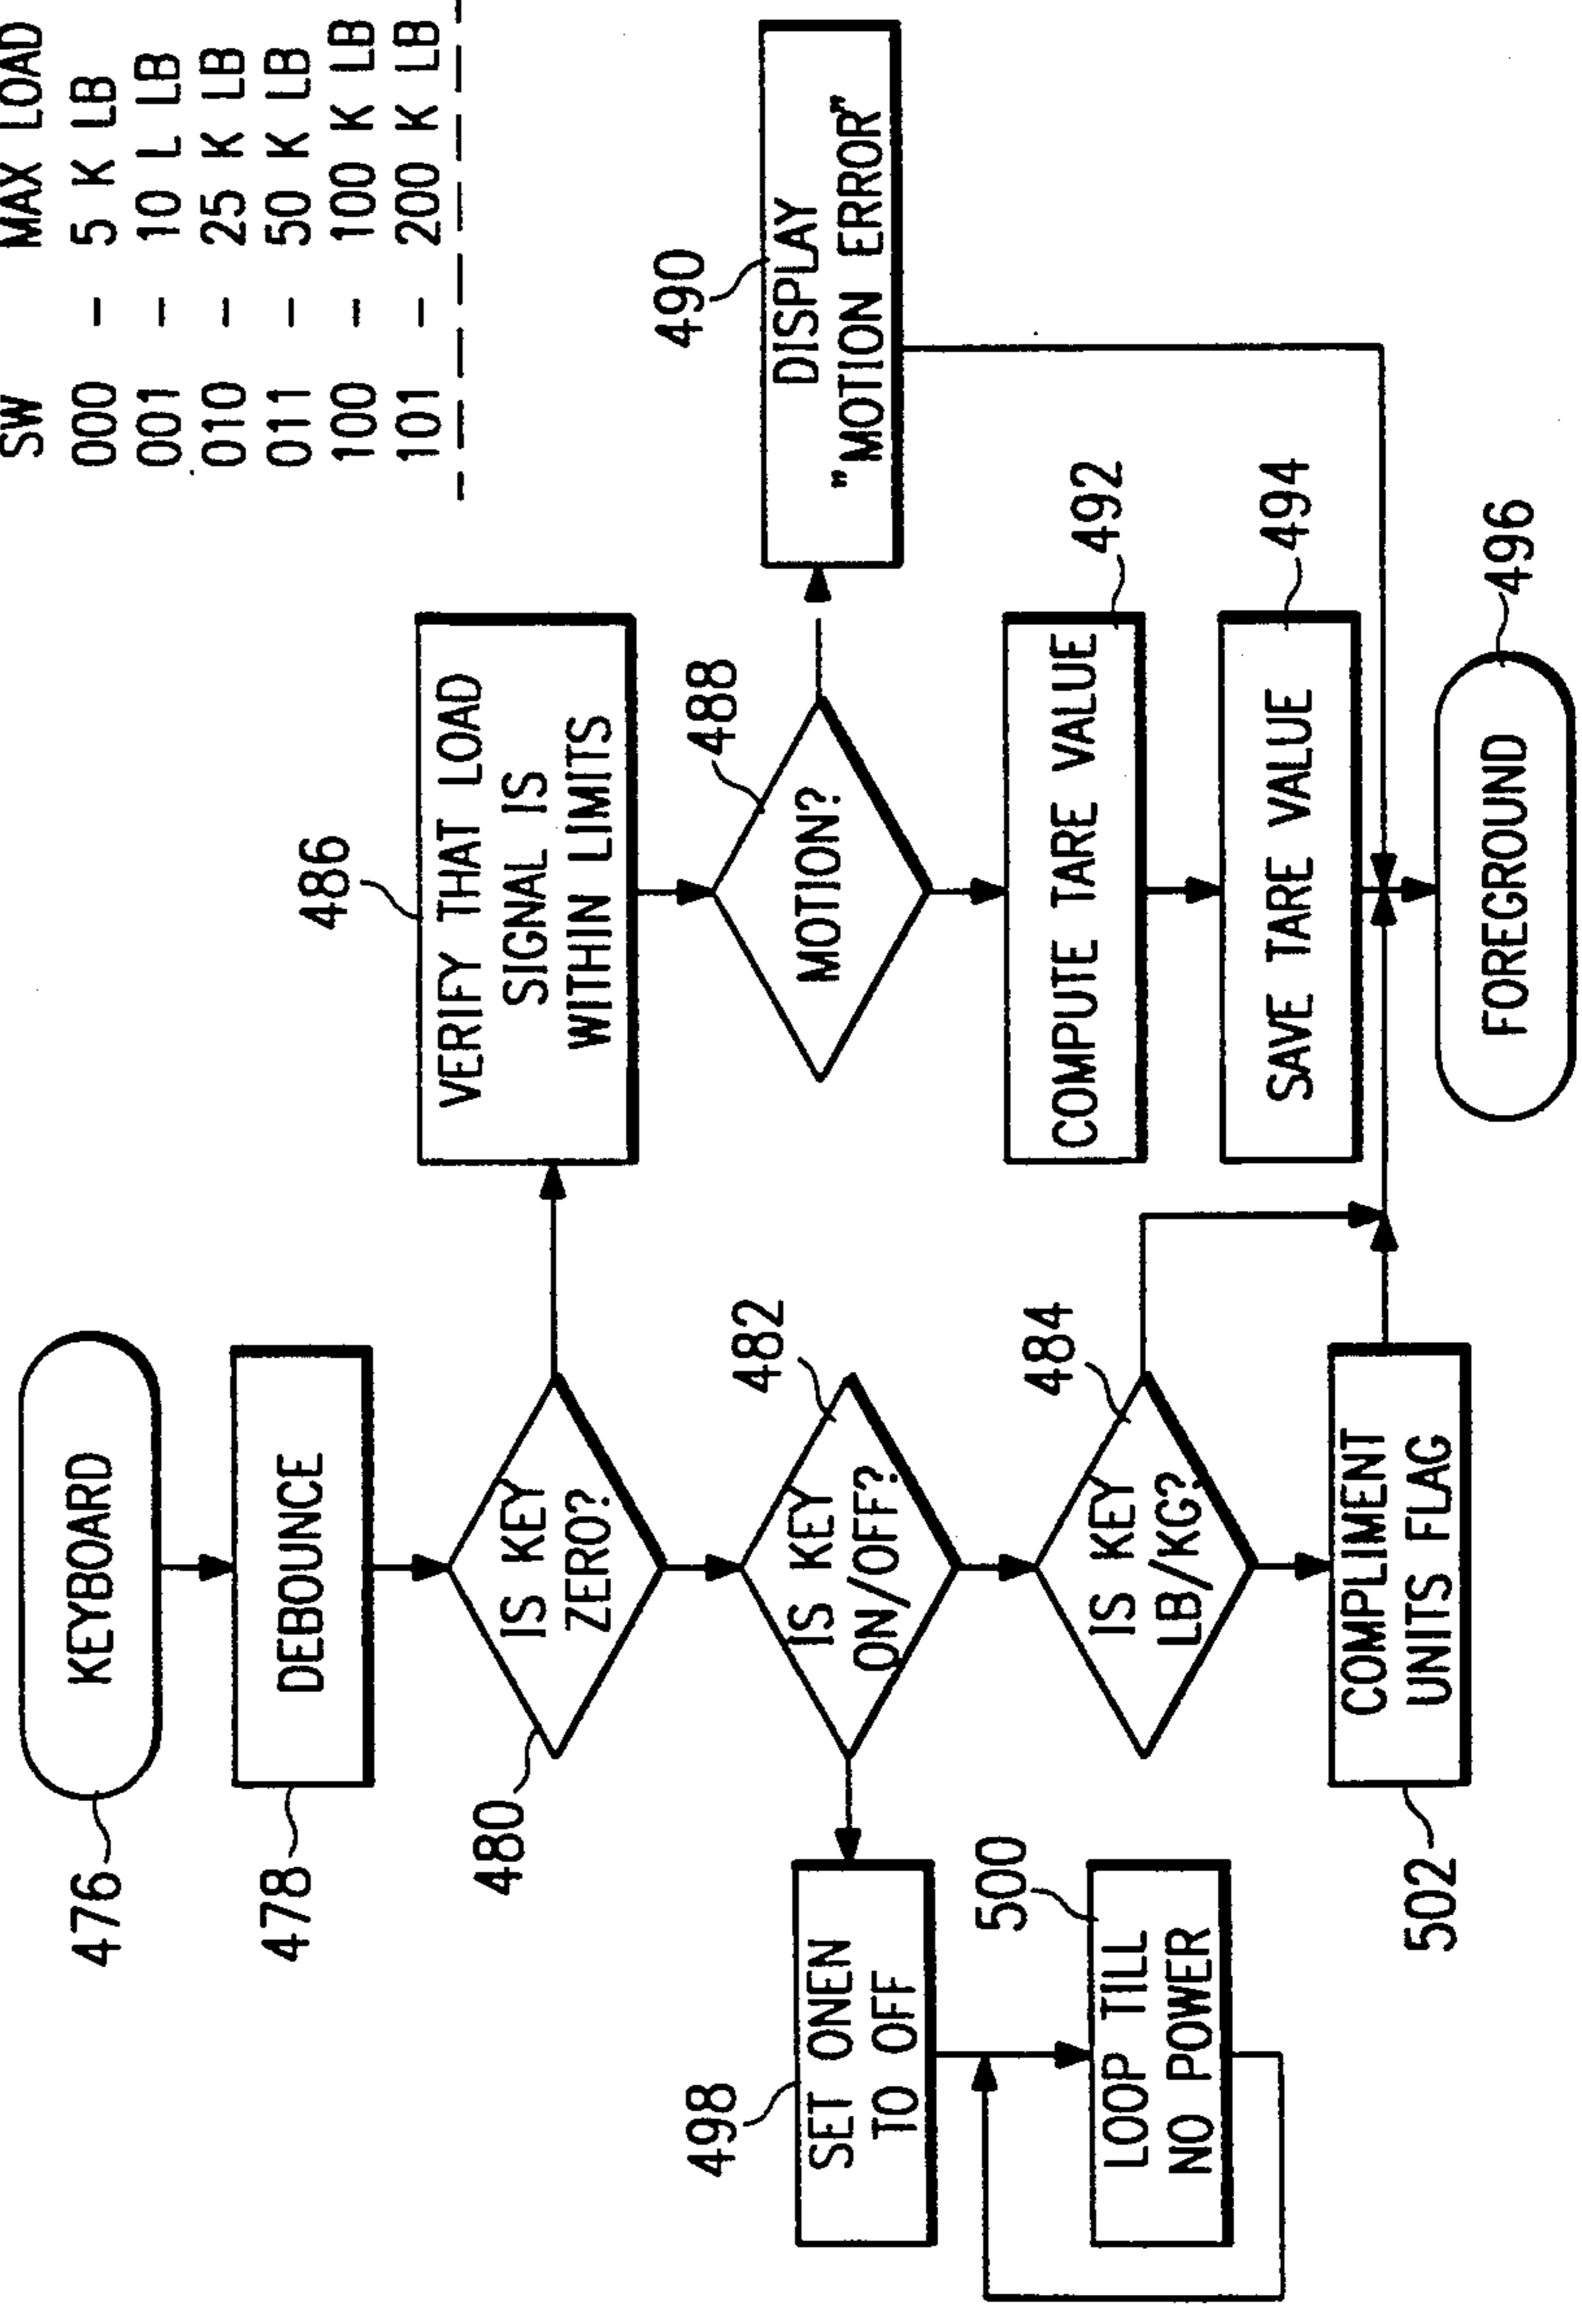 SW MAX LOAD
000 - 5 K LB
001 - 10 L LB
010 - 25 K LB
011 - 50 K LB
100 - 100 K LB
101 - 200 K LB
476
KEYBOARD
478
DEBOUNCE
480
IS KEY
ZERO?
486
VERIFY THAT LOAD
SIGNAL IS
WITHIN LIMITS
482
IS KEY
ON/OFF?
488
MOTION?
490
DISPLAY
"MOTION ERROR"
498
SET ONEN
TO OFF
500
LOOP TILL
NO POWER
484
IS KEY
LB/KG?
492
COMPUTE TARE VALUE
494
SAVE TARE VALUE
502
COMPLIMENT
UNITS FLAG
496
FOREGROUND